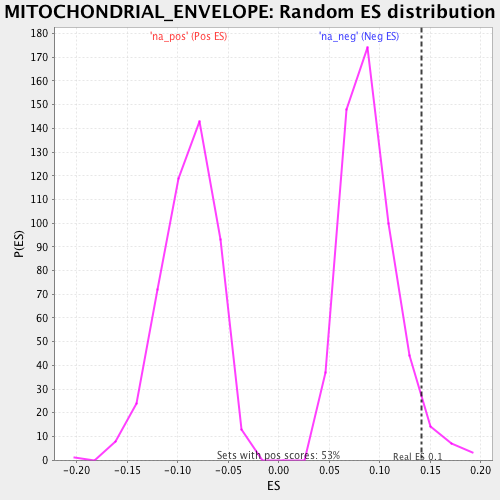 MITOCHONDRIAL_ENVELOPE: Random ES distribution
'na_pos' (Pos ES)
'na_neg' (Neg ES)
180
170
160
150
140
130
120
110
100
90
80
70
60
50
40
30
20
10
0
P(ES)
Sets with pos scores: 53%
Real ES 0.1
-0.20 -0.15 -0.10 -0.05 0.00 0.05 0.10 0.15 0.20
ES